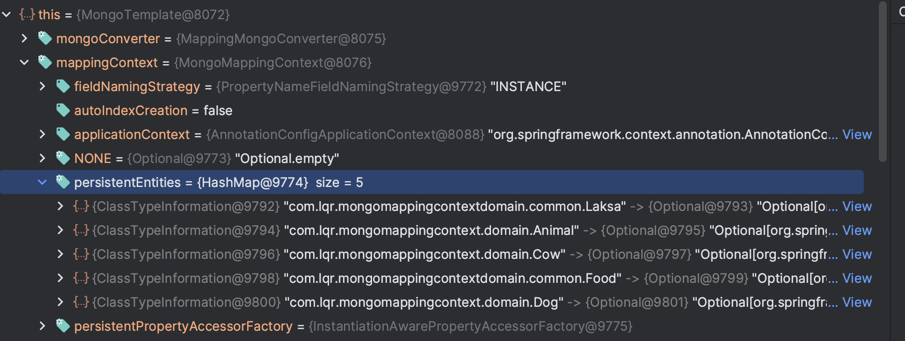 this = {MongoTemplate@8072}
mongoConverter = {MappingMongoConverter@8075}
mappingContext = {MongoMappingContext@8076}
fieldNamingStrategy = {PropertyNameFieldNamingStrategy@9772} "INSTANCE"
autoIndexCreation = false
applicationContext = {AnnotationConfigApplicationContext@8088} "org.springframework.context.annotation.AnnotationCo... View
NONE = {Optional@9773} "Optional.empty"
persistentEntities = {HashMap@9774} size = 5
{ClassTypeInformation@9792} "com.lqr.mongomappingcontextdomain.common.Laksa" -> {Optional@9793} "Optional[o... View
{ClassTypeInformation@9794} "com.lqr.mongomappingcontext.domain.Animal" -> {Optional@9795} "Optional[org.spring... View
{ClassTypeInformation@9796} "com.lqr.mongomappingcontext.domain.Cow" -> {Optional@9797} "Optional[org.springf... View
{ClassTypeInformation@9798} "com.lqr.mongomappingcontextdomain.common.Food" -> {Optional@9799} "Optional[or... View
{ClassTypeInformation@9800} "com.lqr.mongomappingcontext.domain.Dog" -> {Optional@9801} "Optional[org.springfr... View
persistentPropertyAccessorFactory = {InstantiationAwarePropertyAccessorFactory@9775}